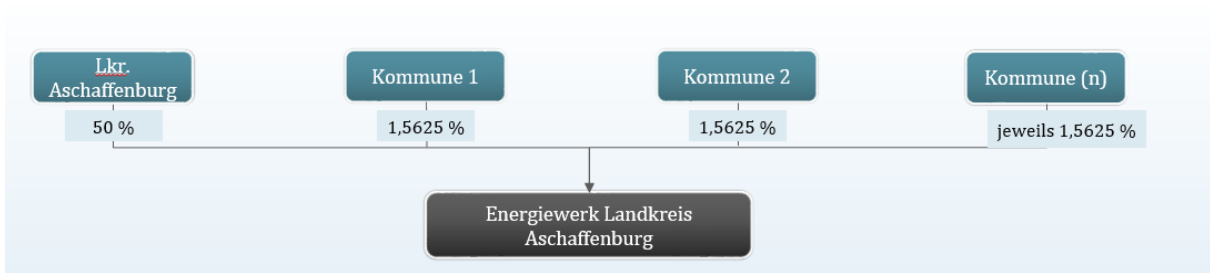 Lkr.
Aschaffenburg
50 %
Kommune 1
1,5625 %
Kommune 2
1,5625 %
Kommune (n)
jeweils 1,5625 %
Energiewerk Landkreis
Aschaffenburg